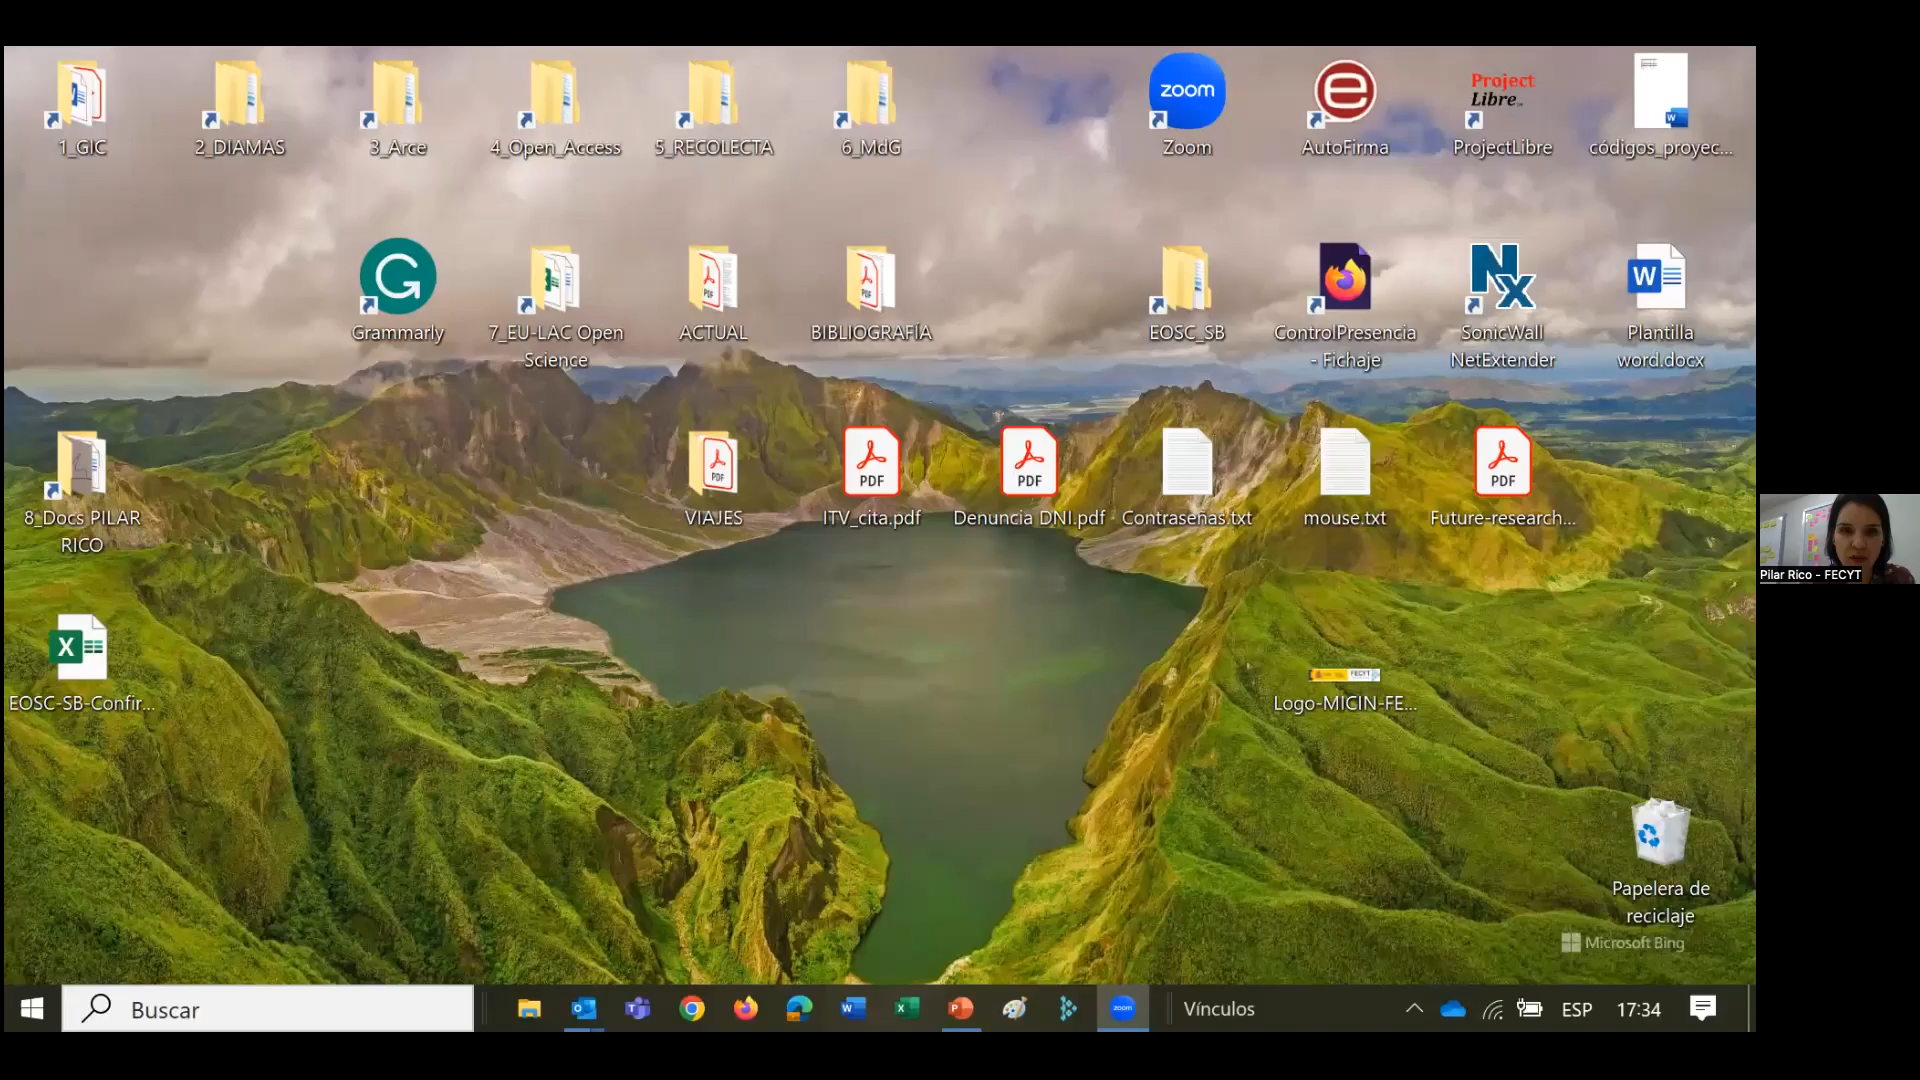 zoom
Project
Libre
1_GIC
2_DIAMAS
3_Arce
4_Open_Access
5_RECOLECTA
6_MdG
Zoom
AutoFirma
ProjectLibre
códigos_proyec...
Grammarly
7_EU-LAC Open
Science
ACTUAL
BIBLIOGRAFÍA
EOSC_SB
ControlPresencia
- Fichaje
SonicWall
NetExtender
Plantilla
word.docx
PDF
PDF
PDF
PDF
8_Docs PILAR
RICO
VIAJES
ITV_cita.pdf
Denuncia DNI.pdf
Contraseñas.txt
mouse.txt
Future-research...
Pilar Rico - FECYT
EOSC-SB-Confir...
FECYT
Logo-MICIN-FE...
Papelera de
reciclaje
Microsoft Bing
Buscar
zoom
Vínculos
ESP
17:34